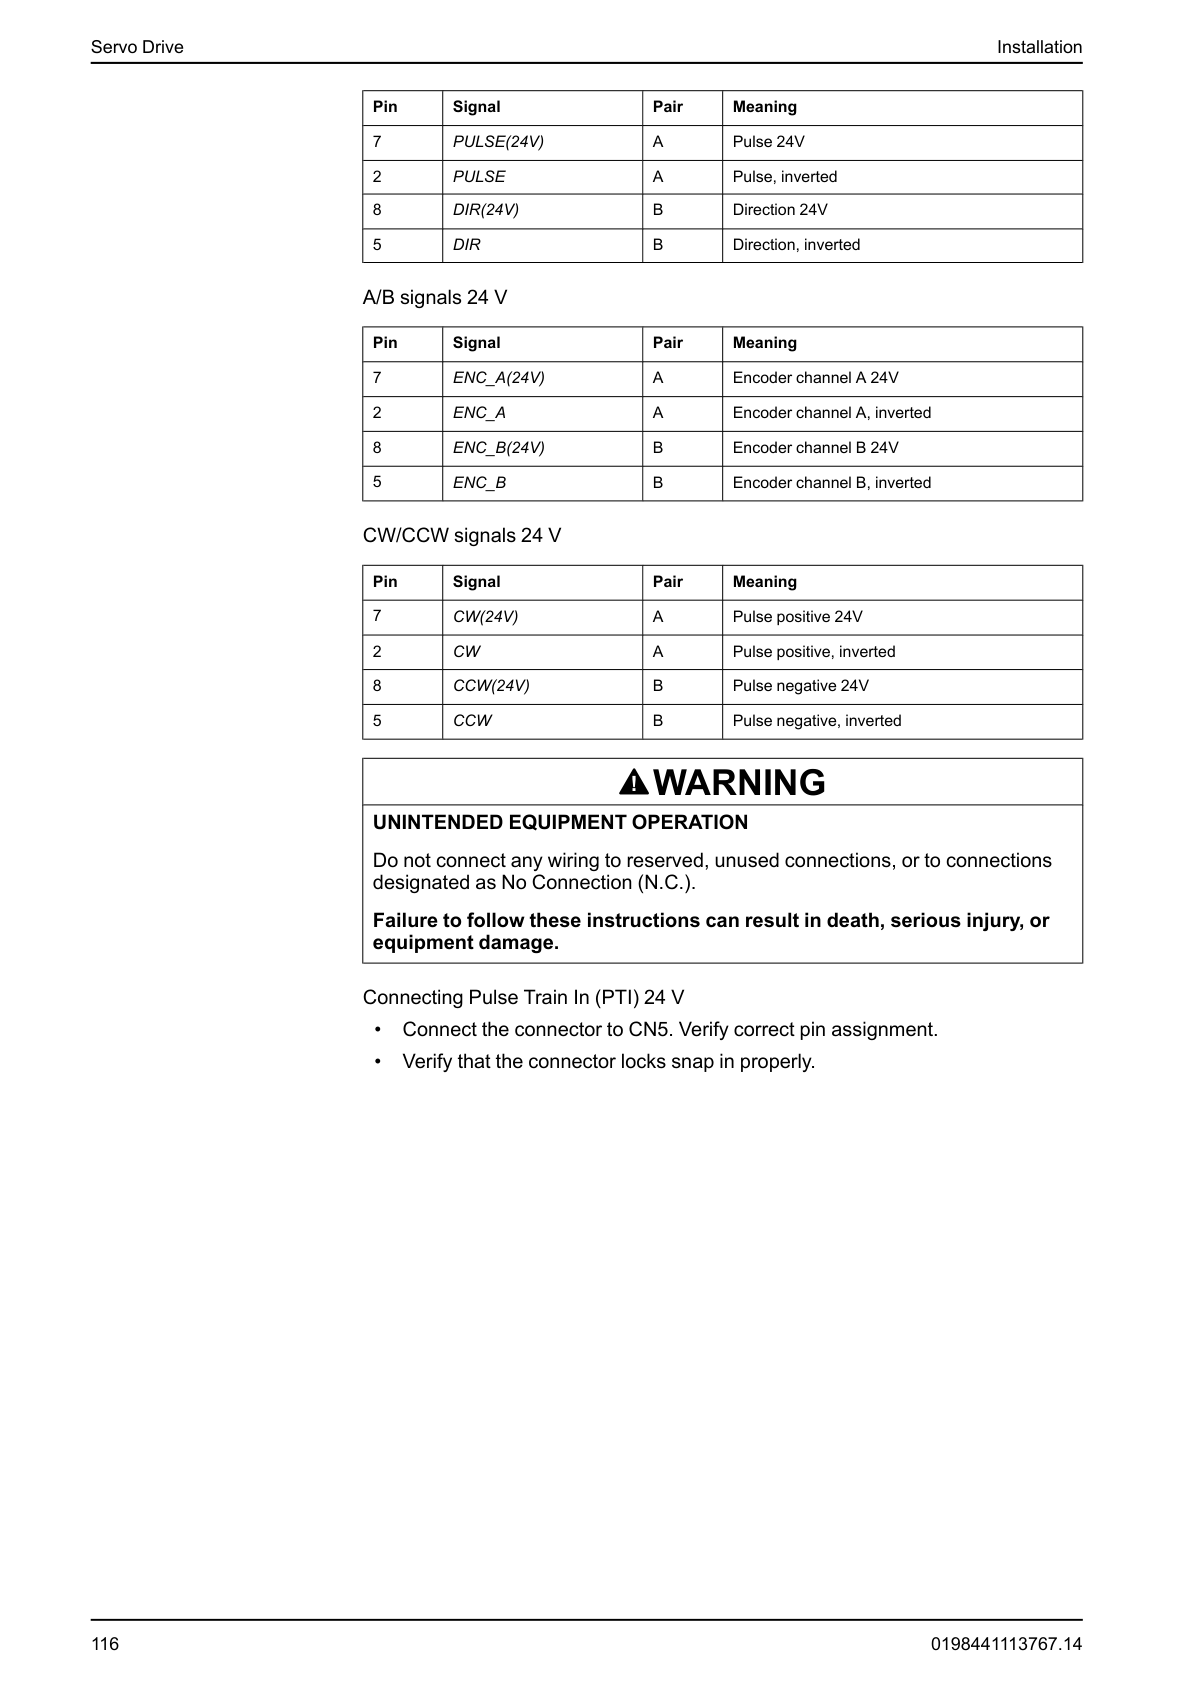 Servo Drive Installation
Pin Signal Pair Meaning
7 PULSE(24V) A Pulse 24V
2 PULSE A Pulse, inverted
8 DIR(24V) B Direction 24V
5 DIR B Direction, inverted
A/B signals 24 V
Pin Signal Pair Meaning
7 ENC_A(24V) A Encoder channel A 24V
2 ENC_A A Encoder channel A, inverted
8 ENC_B(24V) B Encoder channel B 24V
5 ENC_B B Encoder channel B, inverted
CW/CCW signals 24 V
Pin Signal Pair Meaning
7 CW(24V) A Pulse positive 24V
2 CW A Pulse positive, inverted
8 CCW(24V) B Pulse negative 24V
5 CCW B Pulse negative, inverted
WARNING
UNINTENDED EQUIPMENT OPERATION
Do not connect any wiring to reserved, unused connections, or to connections
designated as No Connection (N.C.).
Failure to follow these instructions can result in death, serious injury, or
equipment damage.
Connecting Pulse Train In (PTI) 24 V
• Connect the connector to CN5. Verify correct pin assignment.
• Verify that the connector locks snap in properly.
116 0198441113767.14